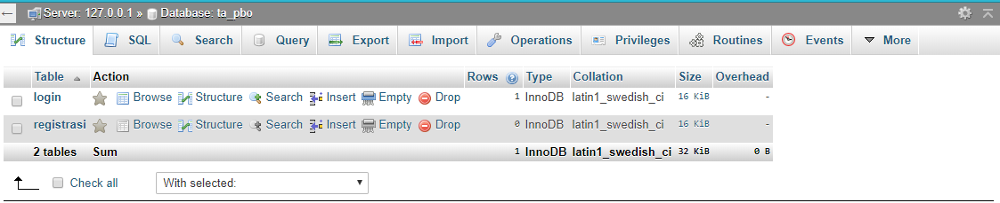 Server: 127.0.0.1 » Database: ta_pbo
Structure SQL Search Query Export Import Operations Privileges Routines Events More
Table Action Rows Type Collation Size Overhead
login Browse Structure Search Insert Empty Drop 1 InnoDB latin1_swedish_ci 16 KiB -
registrasi Browse Structure Search Insert Empty Drop 0 InnoDB latin1_swedish_ci 16 KiB -
2 tables Sum 1 InnoDB latin1_swedish_ci 32 KiB 0 B
Check all With selected: